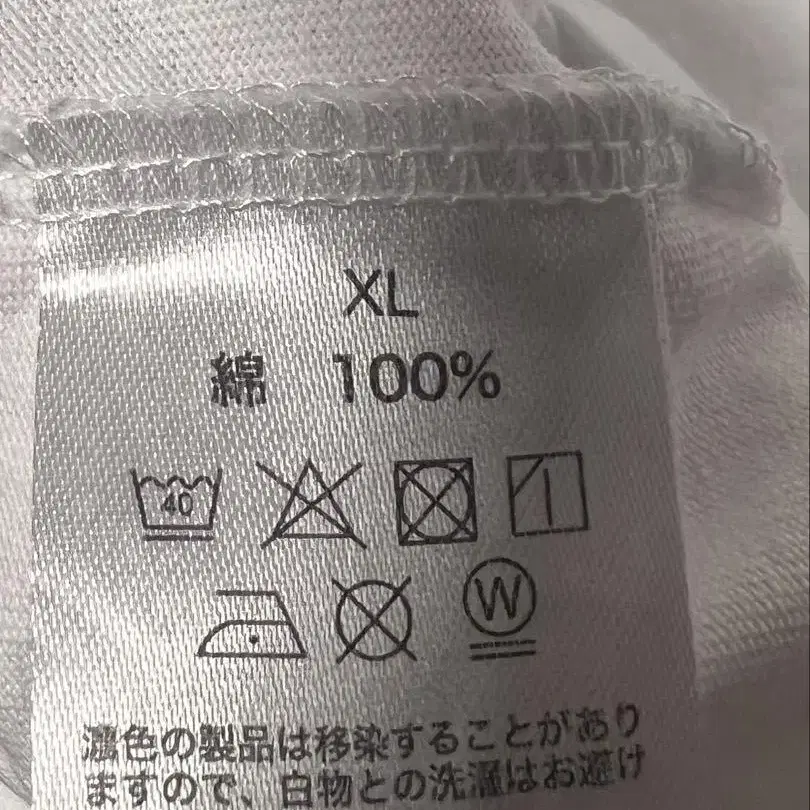 XL
綿 100%
40
W
濃色の製品は移染することがあり
ますので、白物との洗濯はお避け